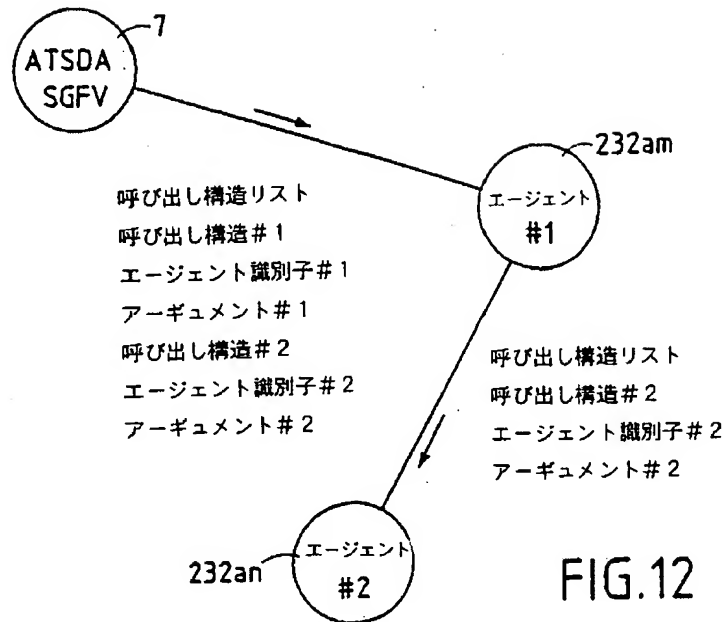 7
ATSDA
SGFV
232am
エージェント
#1
呼び出し構造リスト
呼び出し構造#1
エージェント識別子#1
アーギュメント#1
呼び出し構造#2
エージェント識別子#2
アーギュメント#2
呼び出し構造リスト
呼び出し構造#2
エージェント識別子#2
アーギュメント#2
232an
エージェント
#2
FIG.12